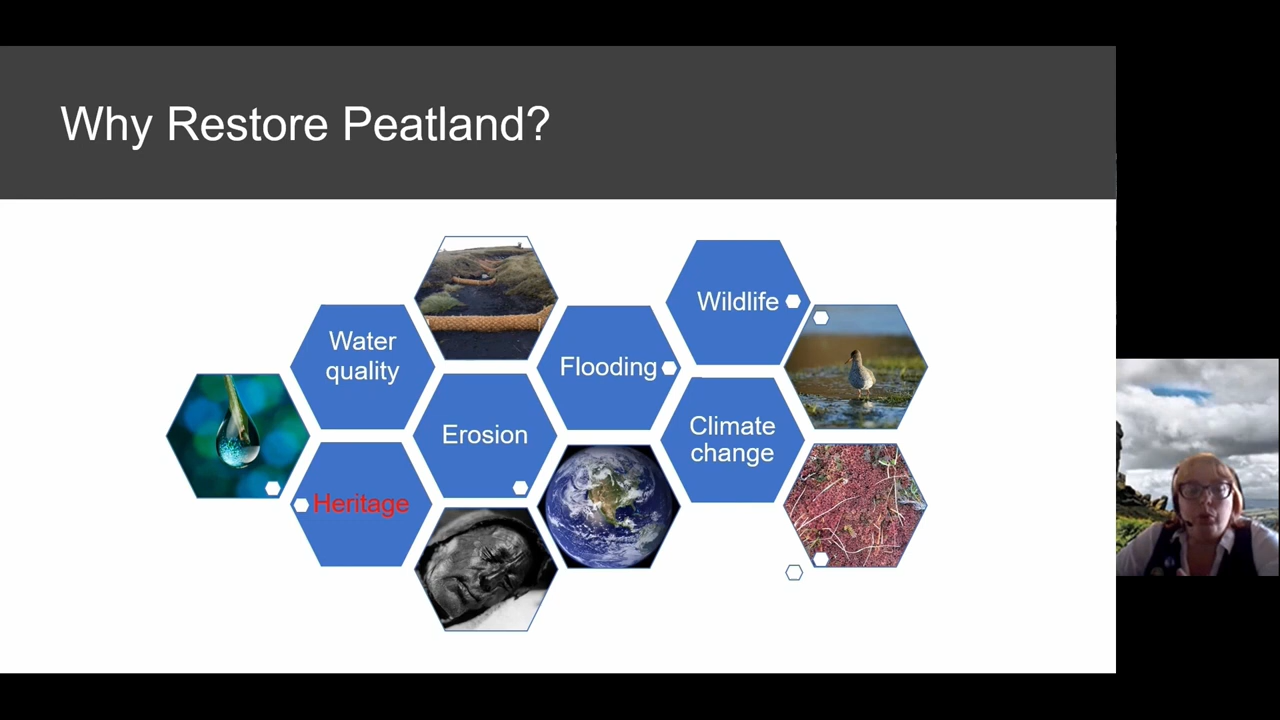 Why Restore Peatland?
Wildlife
Water
quality
Flooding
Erosion
Climate
change
Heritage